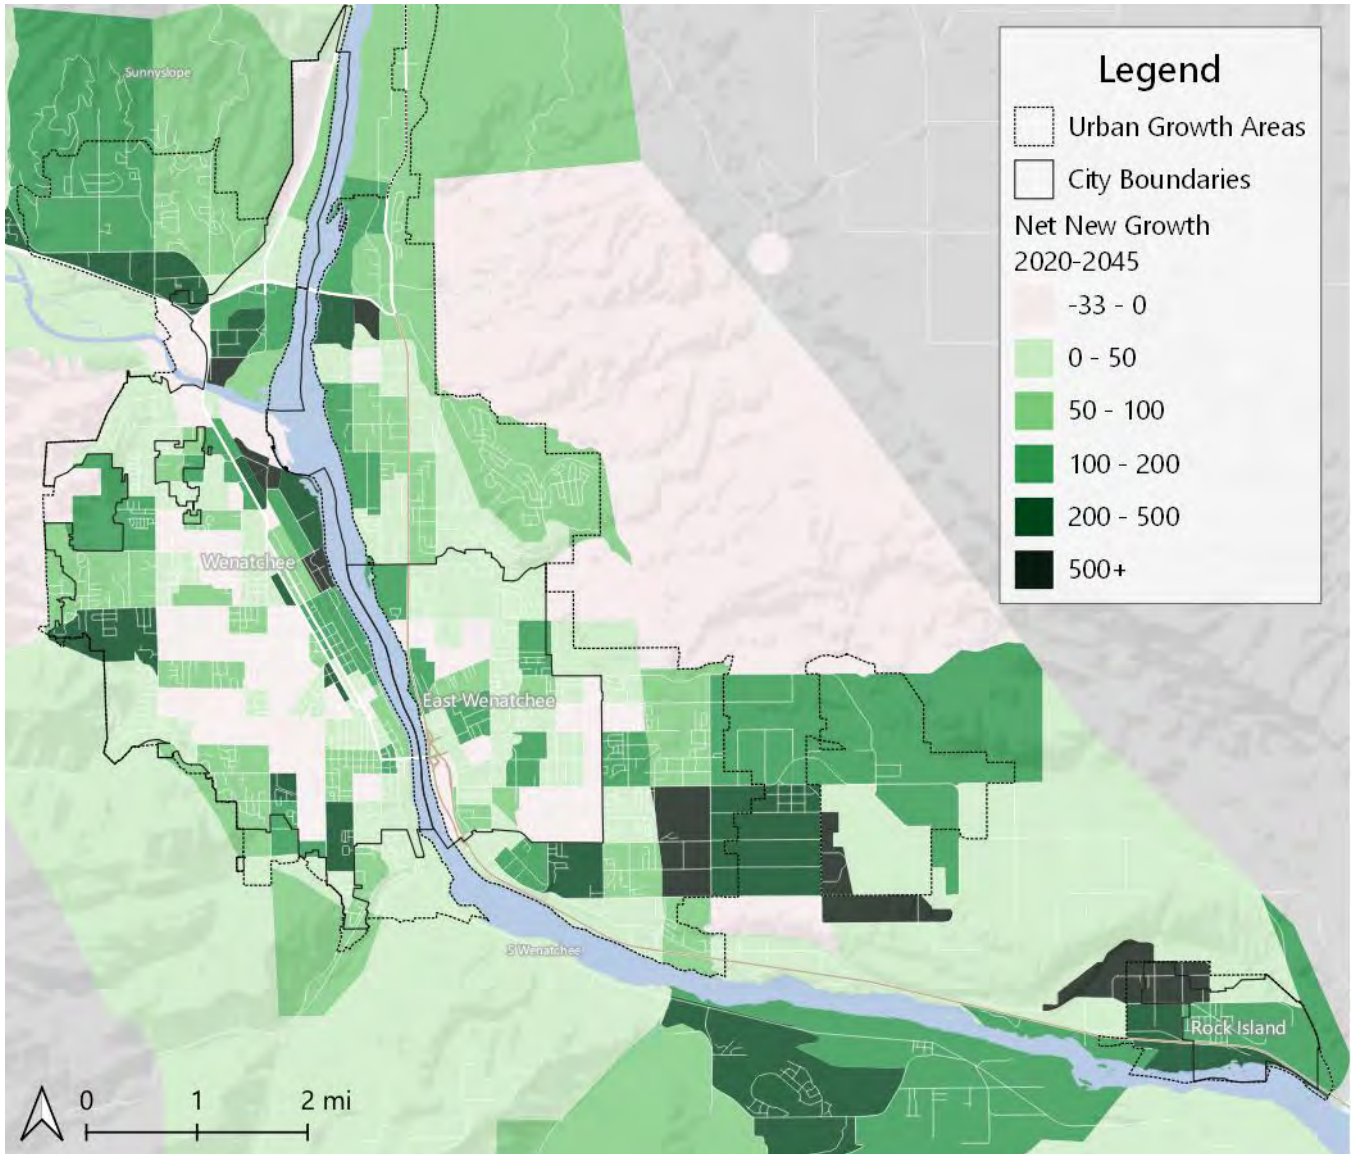 Sunnyslope
Legend
Urban Growth Areas
City Boundaries
Net New Growth
2020-2045
-33 - 0
0 - 50
50 - 100
100 - 200
200 - 500
500+
Wenatchee
East Wenatchee
S Wenatchee
Rock Island
0 1 2 mi